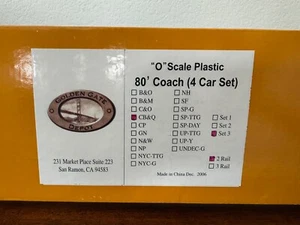 "O" Scale Plastic
80' Coach (4 Car Set)
GOLDEN GATE
DEPOT
B&O
B&M
C&O
CB&Q
CP
GN
N&W
NP
NYC-TTG
NYC-G
NH
SF
SP-G
SP-TTG
SP-DAY
UP-TTG
UP-Y
UNDEC-G
Set 1
Set 2
Set 3
2 Rail
3 Rail
231 Market Place Suite 223
San Ramon, CA 94583
Made in China Dec. 2006